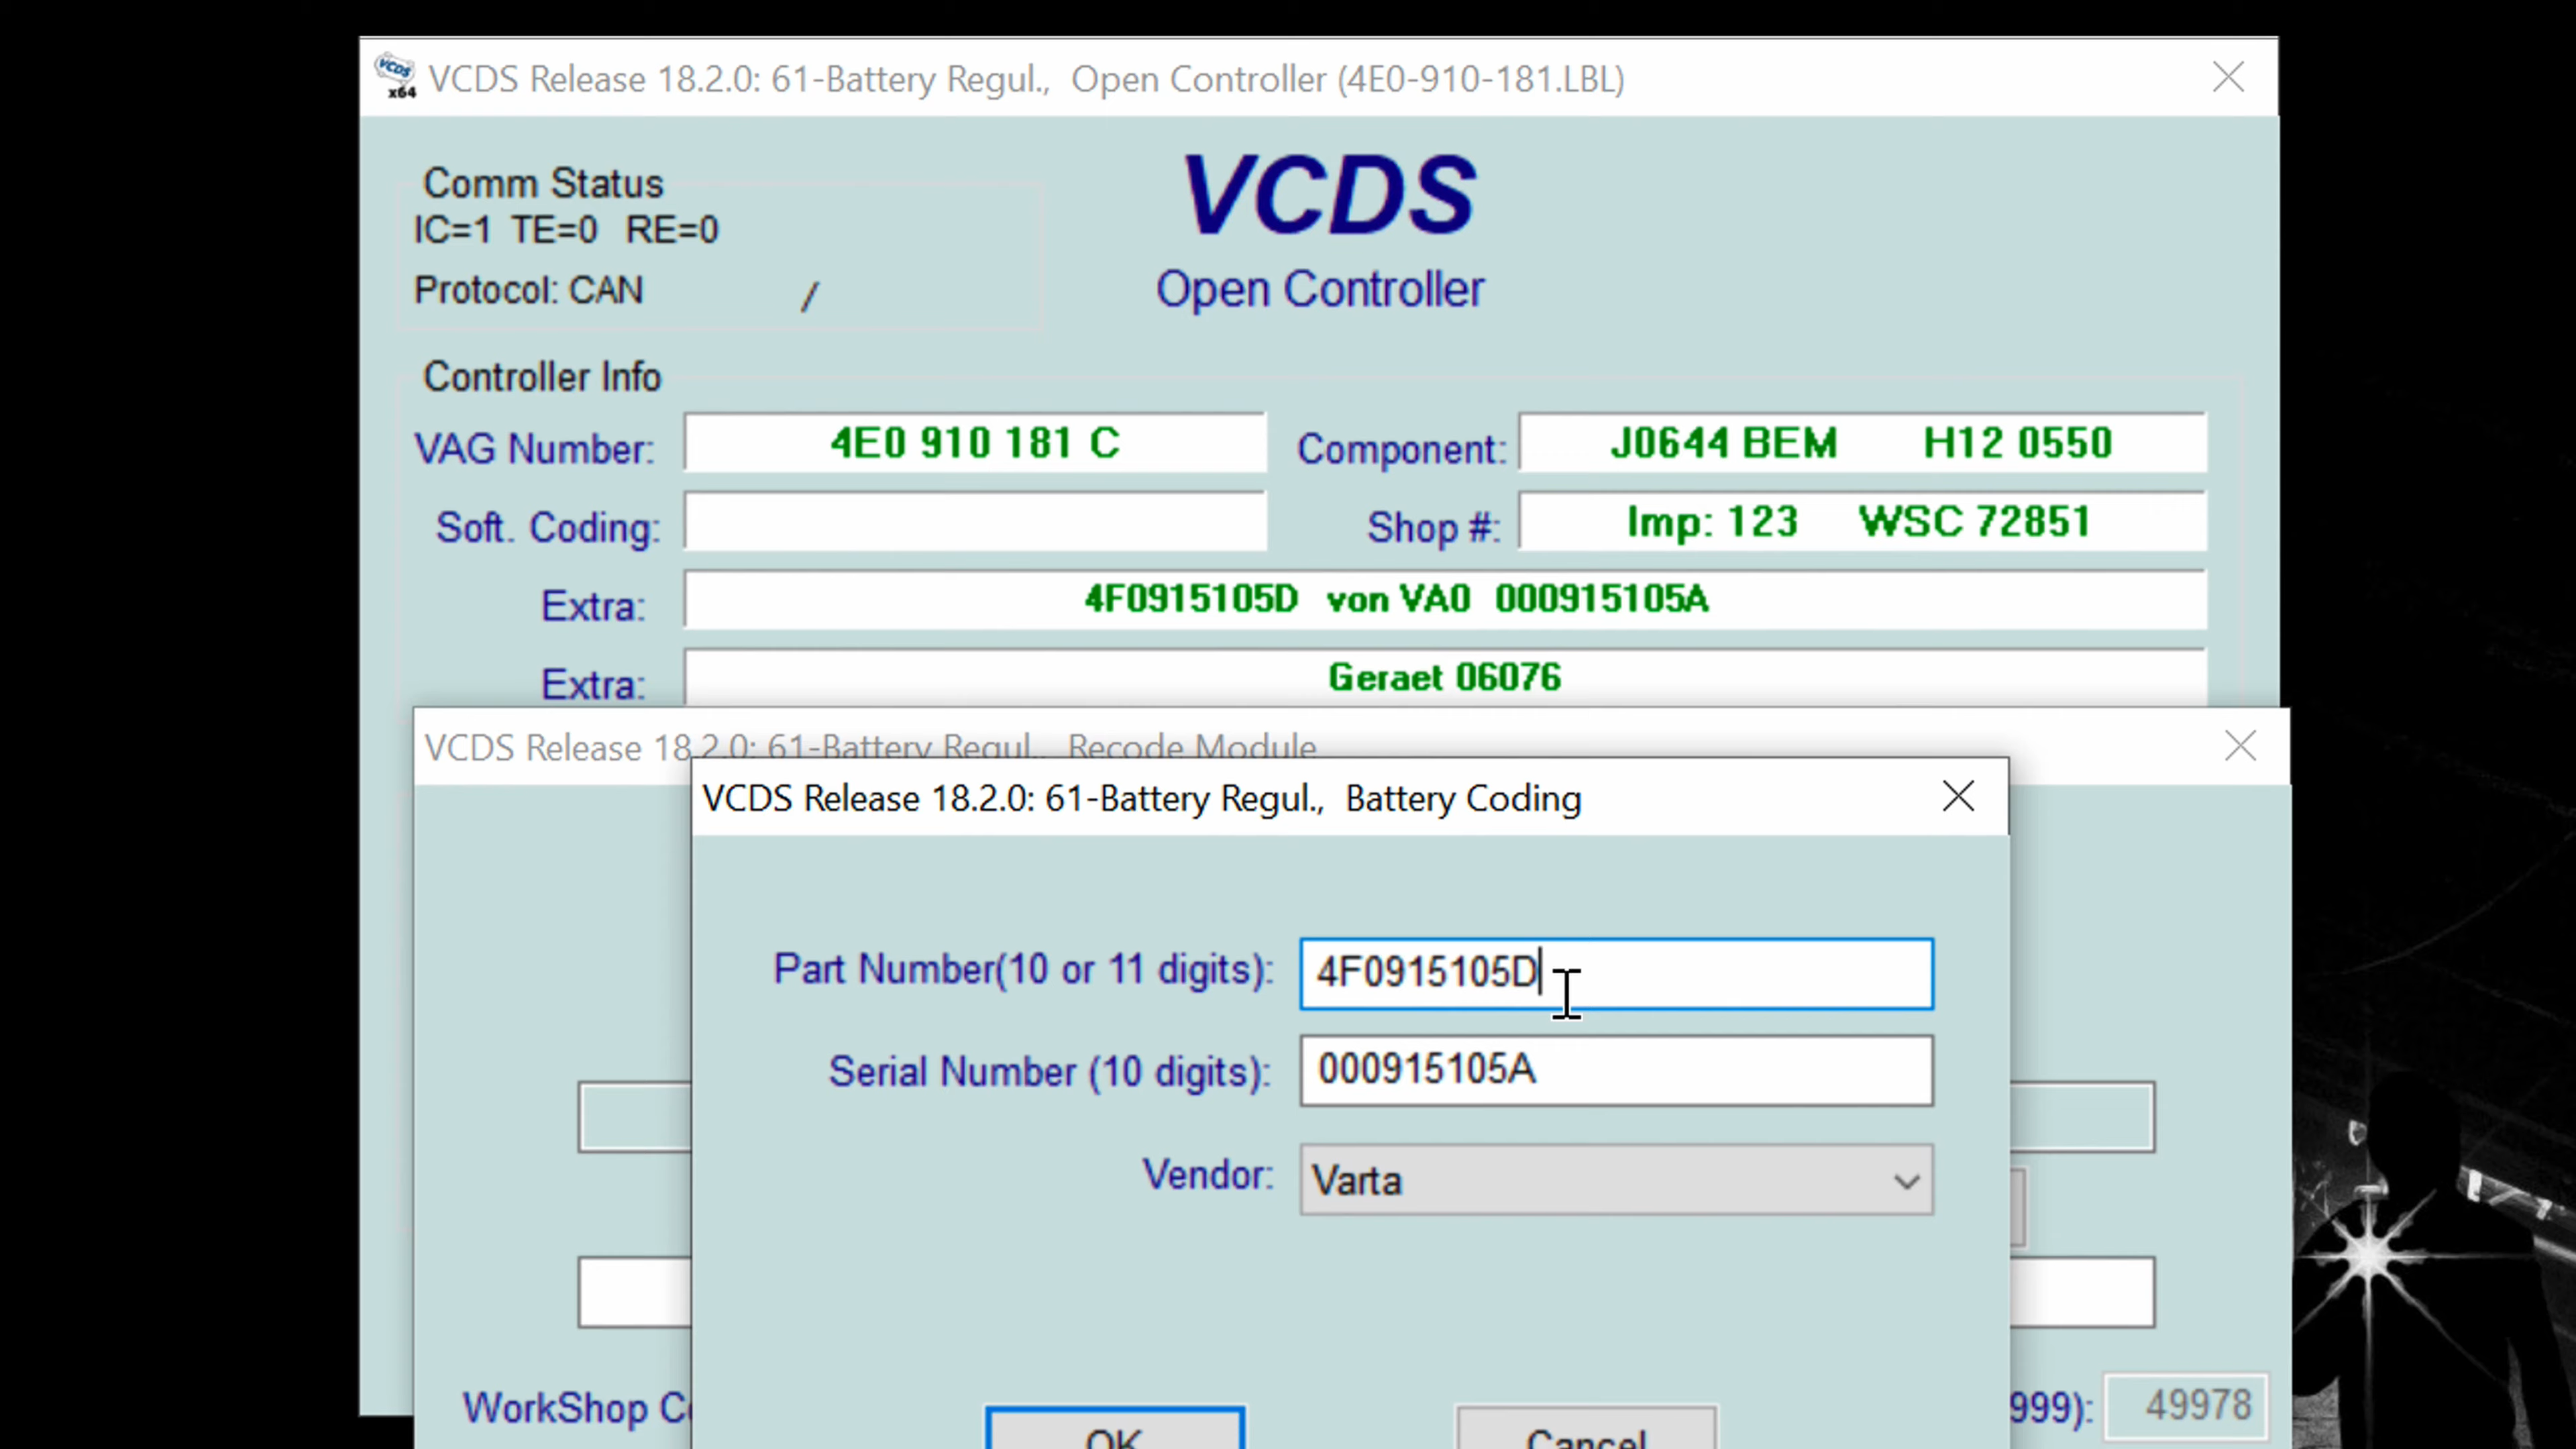 VCDS
x64
VCDS Release 18.2.0: 61-Battery Regul., Open Controller (4E0-910-181.LBL)
Comm Status
IC=1 TE=0 RE=0
Protocol: CAN /
VCDS
Open Controller
Controller Info
VAG Number: 4E0 910 181 C Component: J0644 BEM H12 0550
Soft. Coding: Shop #: Imp: 123 WSC 72851
Extra: 4F0915105D von VA0 000915105A
Extra: Geraet 06076
VCDS Release 18.2.0: 61-Battery Regul., Recode Module
VCDS Release 18.2.0: 61-Battery Regul., Battery Coding
Part Number(10 or 11 digits): 4F0915105D
Serial Number (10 digits): 000915105A
Vendor: Varta
WorkShop 999): 49978
OK Cancel